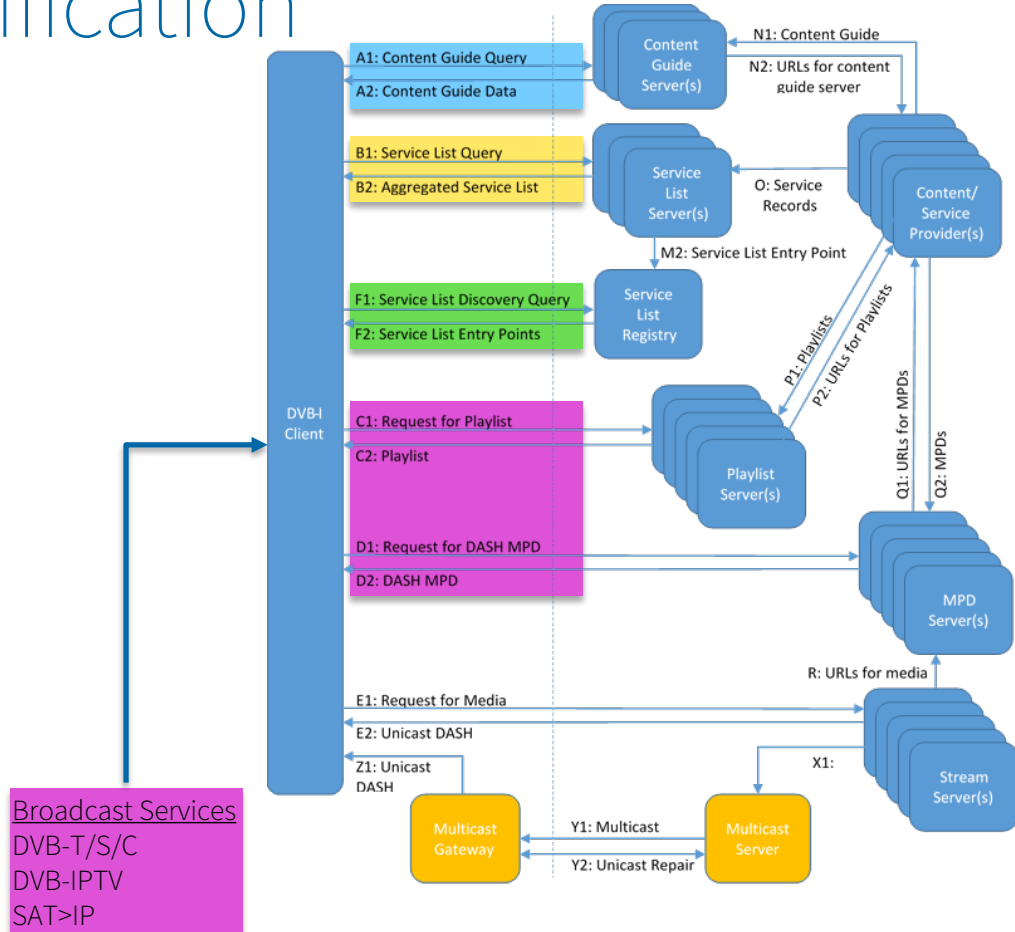 ification
A1: Content Guide Query
A2: Content Guide Data
Content
Guide
Server(s)
N1: Content Guide
N2: URLs for content
guide server
B1: Service List Query
B2: Aggregated Service List
Service
List
Server(s)
O: Service
Records
Content/
Service
Provider(s)
M2: Service List Entry Point
F1: Service List Discovery Query
F2: Service List Entry Points
Service
List
Registry
P1: Playlists
P2: URLs for Playlists
Q1: URLs for MPDs
Q2: MPDs
DVB-I
Client
C1: Request for Playlist
C2: Playlist
Playlist
Server(s)
D1: Request for DASH MPD
D2: DASH MPD
MPD
Server(s)
R: URLs for media
E1: Request for Media
E2: Unicast DASH
Z1: Unicast
DASH
X1:
Stream
Server(s)
Multicast
Gateway
Y1: Multicast
Y2: Unicast Repair
Multicast
Server
Broadcast Services
DVB-T/S/C
DVB-IPTV
SAT>IP